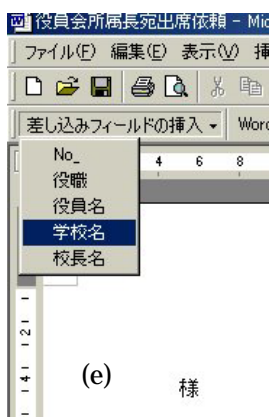 役員会所属長宛出席依頼 - Mic
ファイル(F) 編集(E) 表示(V) 挿
差し込みフィールドの挿入 Word
No_
役職
役員名
学校名
校長名
4 6 8
2
4
(e)
様